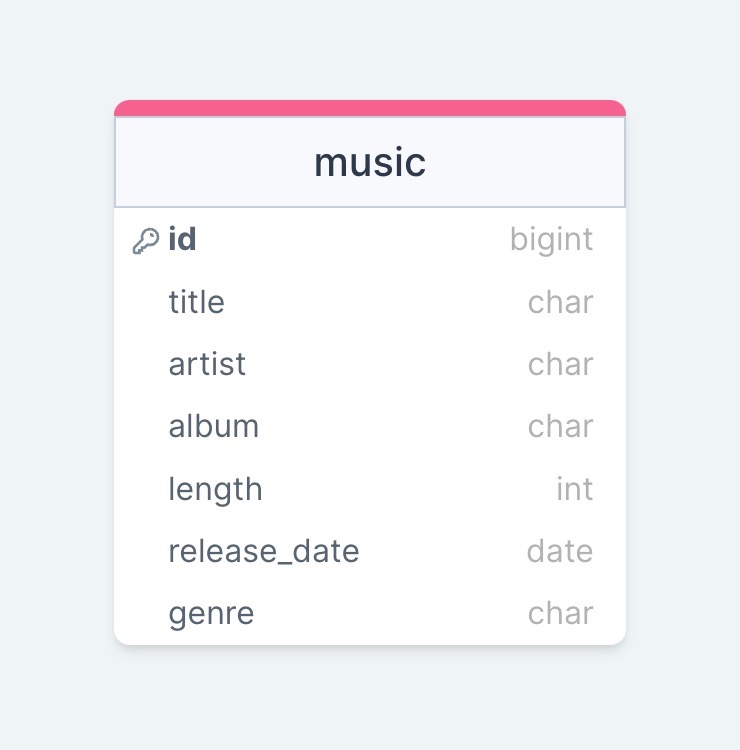 music
id bigint
title char
artist char
album char
length int
release_date date
genre char